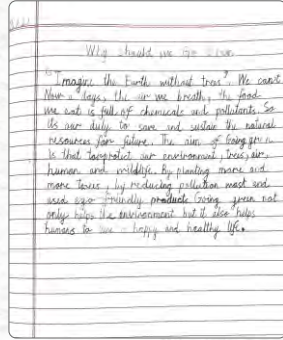 Why should we Go Green
"Imagine the Earth without trees". We can't.
Now a days, the air we breath, the food
we eat is full of chemicals and pollutants. So
its our duty to save and sustain the natural
resources for future. The aim of Going green
is that to protect our environment, trees, air,
human and wildlife. By planting more and
more trees, by reducing pollution and
used eco friendly products. Going green not
only helps the environment but it also helps
humans to live a happy and healthy life.